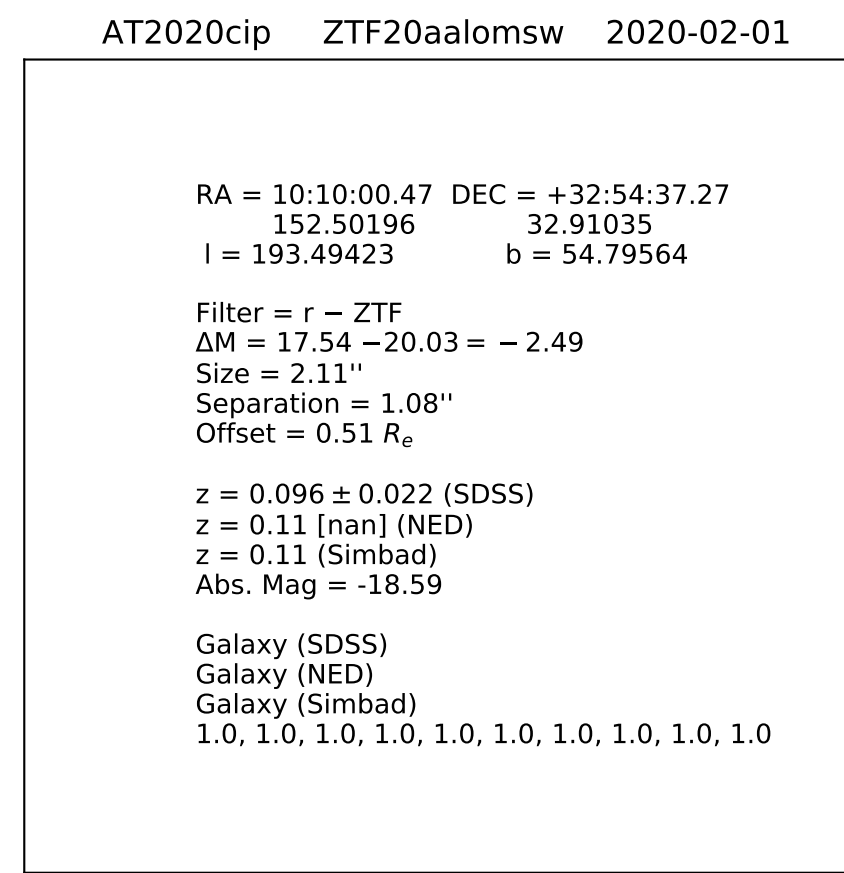 AT2020cip ZTF20aalomsw 2020-02-01
RA = 10:10:00.47 DEC = +32:54:37.27
152.50196 32.91035
l = 193.49423 b = 54.79564
Filter = r − ZTF
ΔM = 17.54 −20.03 = − 2.49
Size = 2.11''
Separation = 1.08''
Offset = 0.51 Rₑ
z = 0.096 ± 0.022 (SDSS)
z = 0.11 [nan] (NED)
z = 0.11 (Simbad)
Abs. Mag = -18.59
Galaxy (SDSS)
Galaxy (NED)
Galaxy (Simbad)
1.0, 1.0, 1.0, 1.0, 1.0, 1.0, 1.0, 1.0, 1.0, 1.0